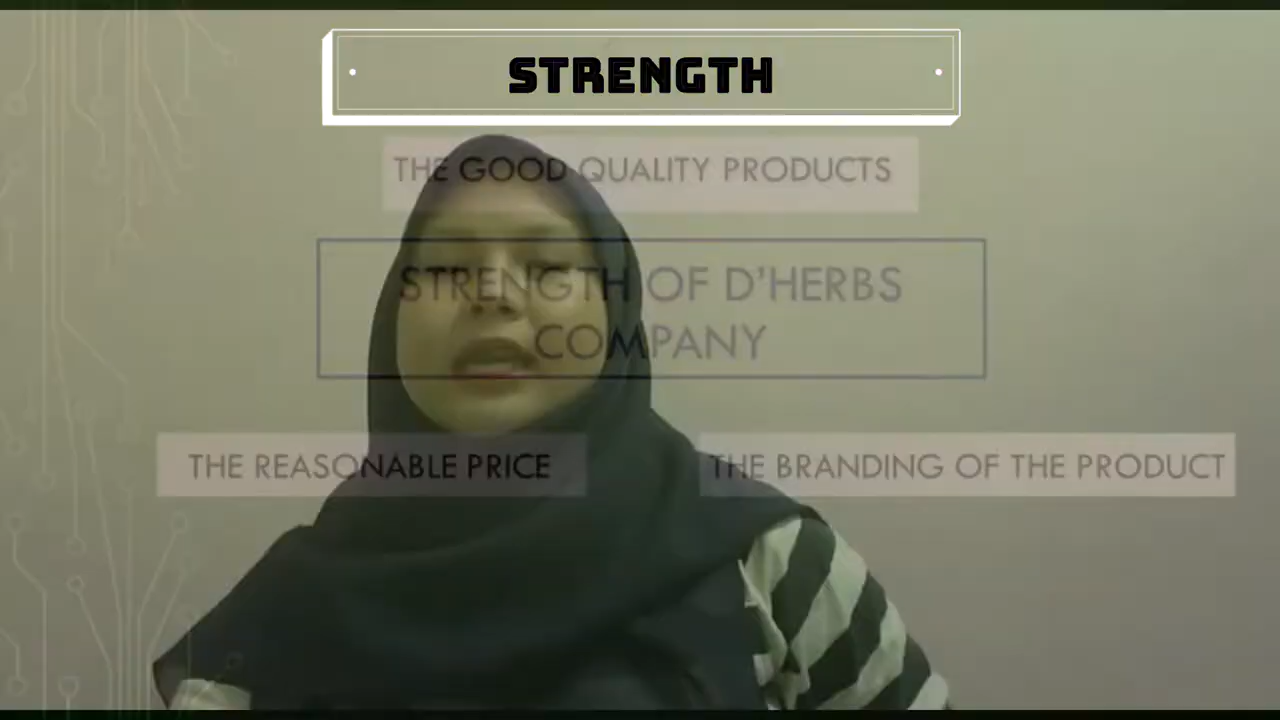 STRENGTH
THE GOOD QUALITY PRODUCTS
STRENGTH OF D'HERBS
COMPANY
THE REASONABLE PRICE
THE BRANDING OF THE PRODUCT